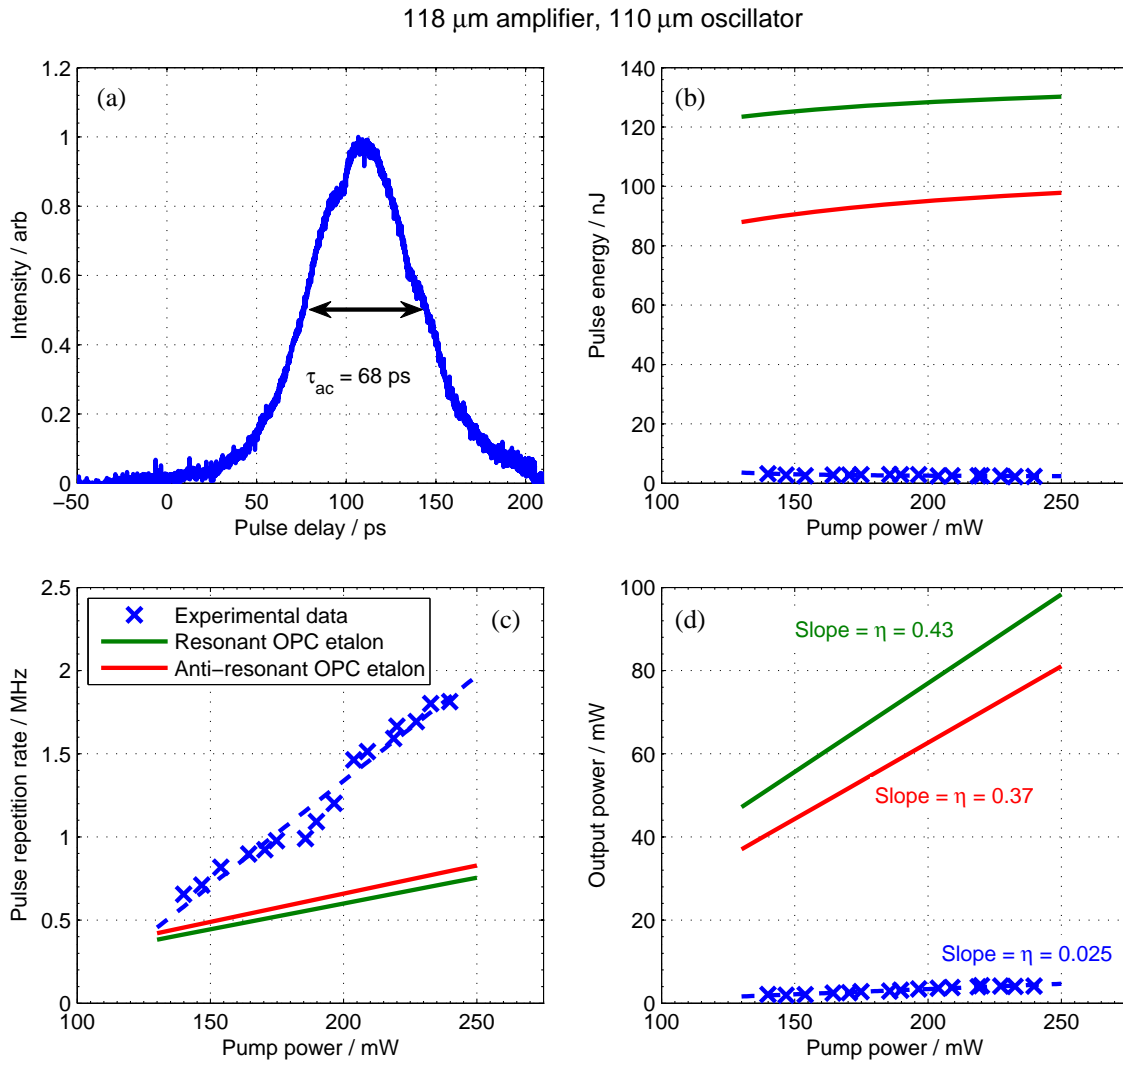 118 μm amplifier, 110 μm oscillator
(a)
1.2
1
0.8
0.6
0.4
0.2
0
Intensity / arb
τac = 68 ps
−50
0
50
100
150
200
Pulse delay / ps
(b)
140
120
100
80
60
40
20
0
Pulse energy / nJ
100
150
200
250
Pump power / mW
(c)
2.5
2
1.5
1
0.5
0
Pulse repetition rate / MHz
Experimental data
Resonant OPC etalon
Anti−resonant OPC etalon
100
150
200
250
Pump power / mW
(d)
100
80
60
40
20
0
Output power / mW
Slope = η = 0.43
Slope = η = 0.37
Slope = η = 0.025
100
150
200
250
Pump power / mW